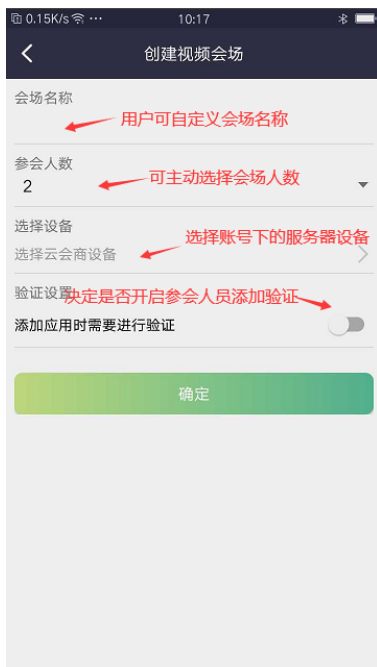 0.15K/s ... 10:17
创建视频会场
会场名称
用户可自定义会场名称
参会人数
可主动选择会场人数
2
选择设备
选择账号下的服务器设备
选择云会商设备
验证设置
决定是否开启参会人员添加验证
添加应用时需要进行验证
确定